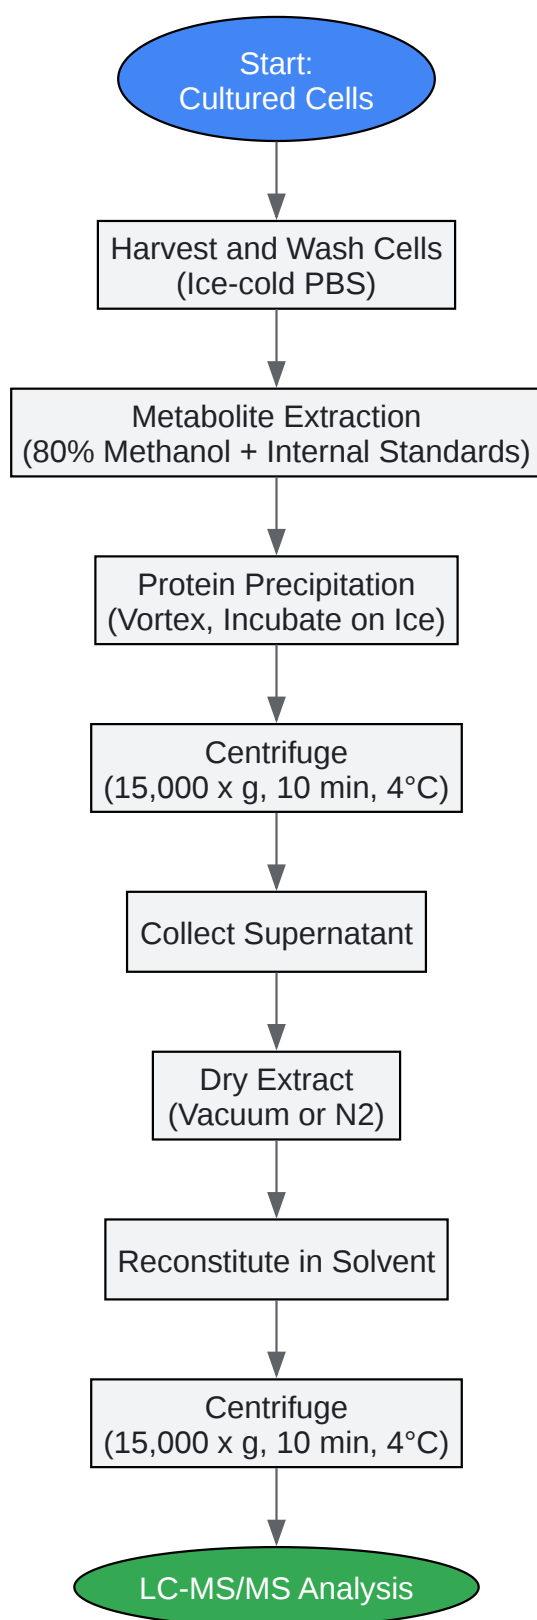 Start:
Cultured Cells
Harvest and Wash Cells
(Ice-cold PBS)
Metabolite Extraction
(80% Methanol + Internal Standards)
Protein Precipitation
(Vortex, Incubate on Ice)
Centrifuge
(15,000 x g, 10 min, 4°C)
Collect Supernatant
Dry Extract
(Vacuum or N2)
Reconstitute in Solvent
Centrifuge
(15,000 x g, 10 min, 4°C)
LC-MS/MS Analysis